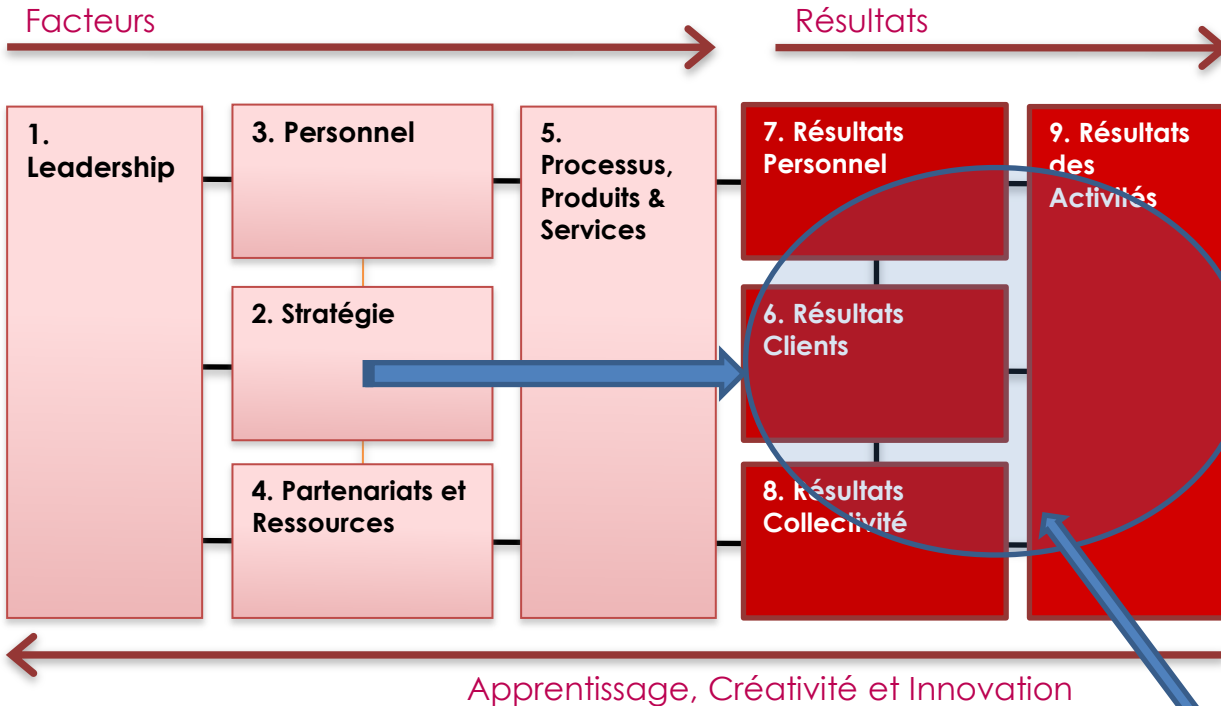 Facteurs
Résultats
1.
Leadership
3. Personnel
2. Stratégie
4. Partenariats et
Ressources
5.
Processus,
Produits &
Services
7. Résultats
Personnel
6. Résultats
Clients
8. Résultats
Collectivité
9. Résultats
des
Activités
Apprentissage, Créativité et Innovation